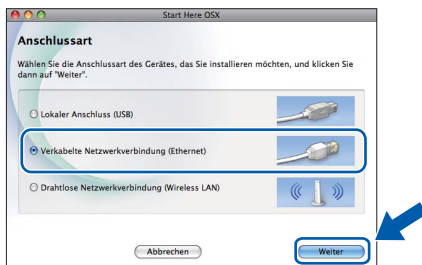 Start Here OSX
Anschlussart
Wählen Sie die Anschlussart des Gerätes, das Sie installieren möchten, und klicken Sie
dann auf "Weiter".
Lokaler Anschluss (USB)
Verkabelte Netzwerkverbindung (Ethernet)
Drahtlose Netzwerkverbindung (Wireless LAN)
Abbrechen
Weiter